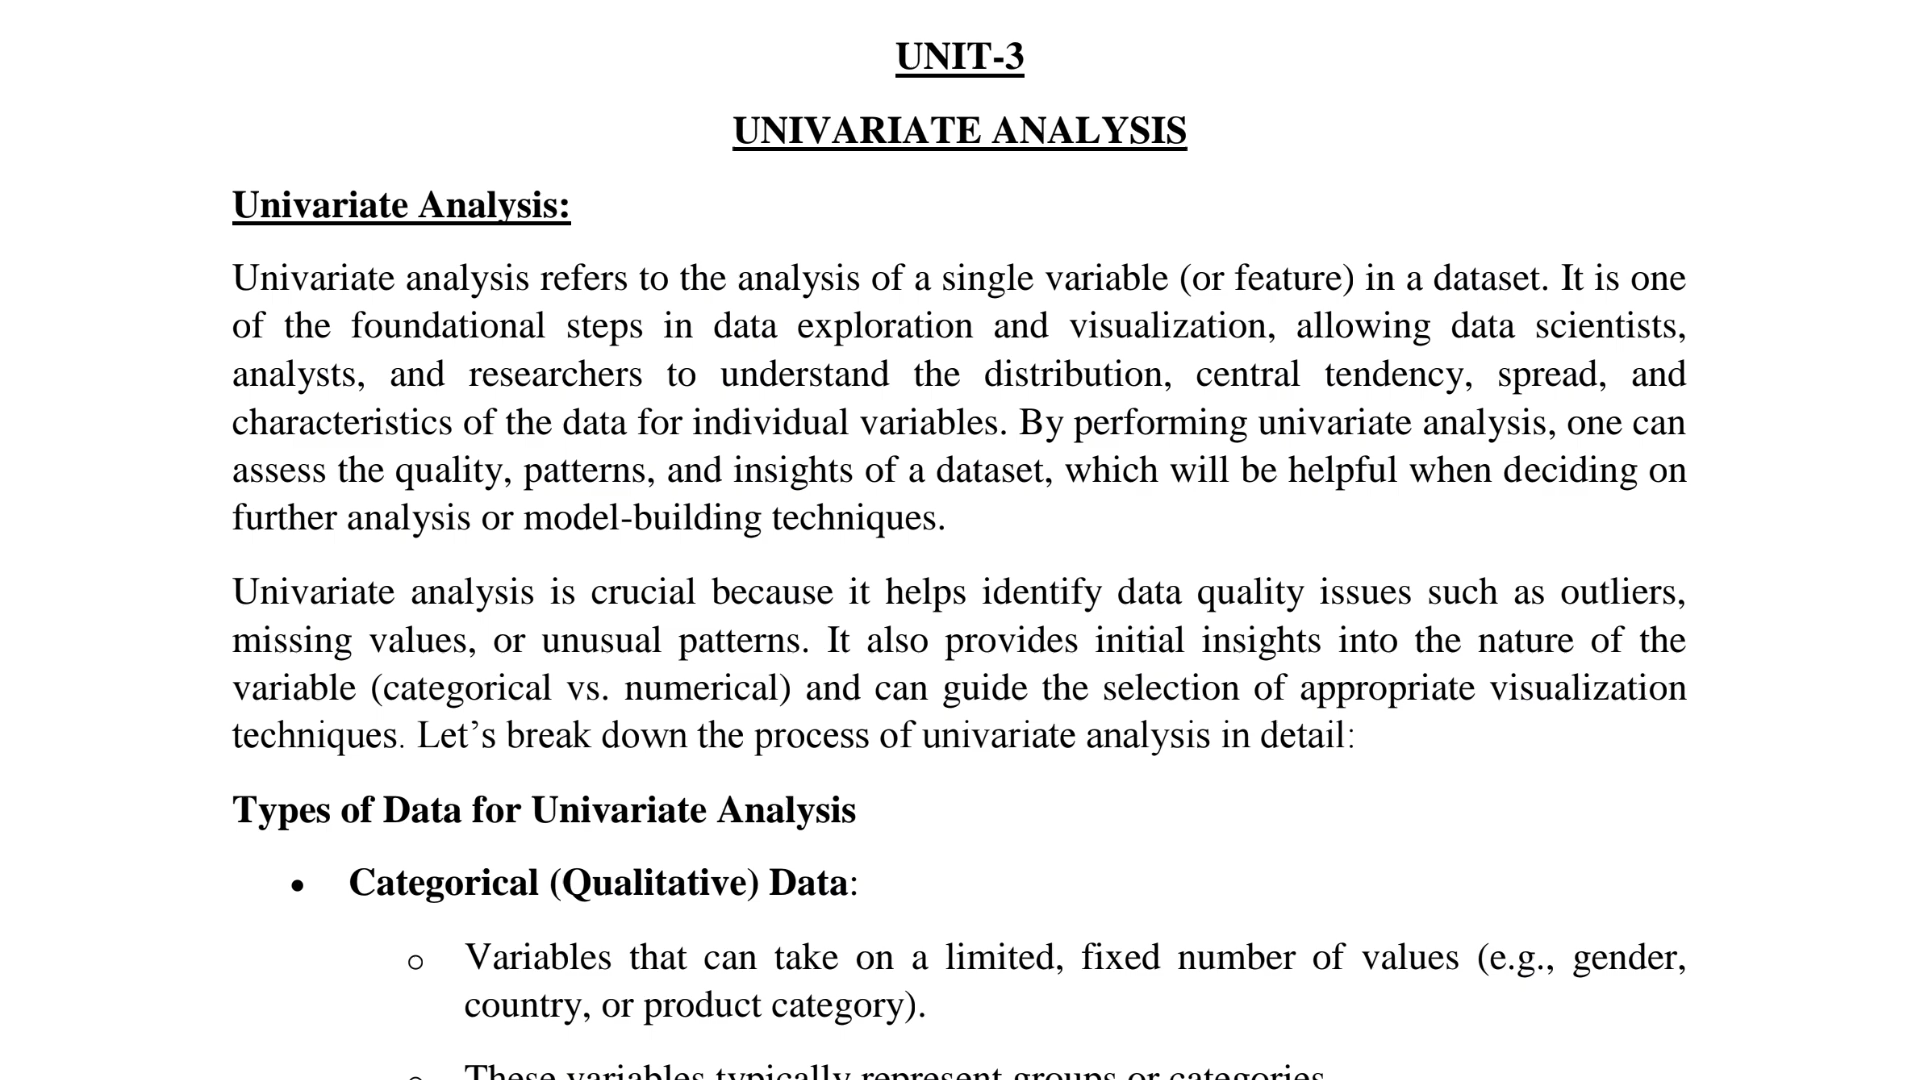 UNIT-3
UNIVARIATE ANALYSIS
Univariate Analysis:
Univariate analysis refers to the analysis of a single variable (or feature) in a dataset. It is one
of the foundational steps in data exploration and visualization, allowing data scientists,
analysts, and researchers to understand the distribution, central tendency, spread, and
characteristics of the data for individual variables. By performing univariate analysis, one can
assess the quality, patterns, and insights of a dataset, which will be helpful when deciding on
further analysis or model-building techniques.
Univariate analysis is crucial because it helps identify data quality issues such as outliers,
missing values, or unusual patterns. It also provides initial insights into the nature of the
variable (categorical vs. numerical) and can guide the selection of appropriate visualization
techniques. Let’s break down the process of univariate analysis in detail:
Types of Data for Univariate Analysis
• Categorical (Qualitative) Data:
o Variables that can take on a limited, fixed number of values (e.g., gender,
country, or product category).
o These variables typically represent groups or categories.